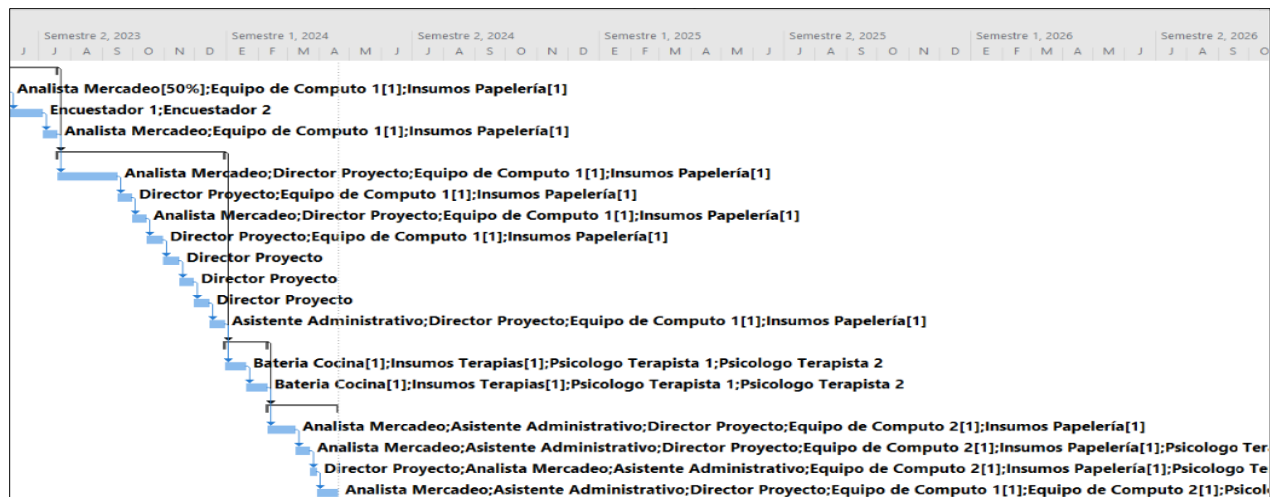 Semestre 2, 2023 Semestre 1, 2024 Semestre 2, 2024 Semestre 1, 2025 Semestre 2, 2025 Semestre 1, 2026 Semestre 2, 2026
J J A S O N D E F M A M J J A S O N D E F M A M J J A S O N D E F M A M J J A S O
Analista Mercadeo[50%];Equipo de Computo 1[1];Insumos Papelería[1]
Encuestador 1;Encuestador 2
Analista Mercadeo;Equipo de Computo 1[1];Insumos Papelería[1]
Analista Mercadeo;Director Proyecto;Equipo de Computo 1[1];Insumos Papelería[1]
Director Proyecto;Equipo de Computo 1[1];Insumos Papelería[1]
Analista Mercadeo;Director Proyecto;Equipo de Computo 1[1];Insumos Papelería[1]
Director Proyecto;Equipo de Computo 1[1];Insumos Papelería[1]
Director Proyecto
Director Proyecto
Director Proyecto
Asistente Administrativo;Director Proyecto;Equipo de Computo 1[1];Insumos Papelería[1]
Bateria Cocina[1];Insumos Terapias[1];Psicologo Terapista 1;Psicologo Terapista 2
Bateria Cocina[1];Insumos Terapias[1];Psicologo Terapista 1;Psicologo Terapista 2
Analista Mercadeo;Asistente Administrativo;Director Proyecto;Equipo de Computo 2[1];Insumos Papelería[1]
Analista Mercadeo;Asistente Administrativo;Director Proyecto;Equipo de Computo 2[1];Insumos Papelería[1];Psicologo Ter
Director Proyecto;Analista Mercadeo;Asistente Administrativo;Equipo de Computo 2[1];Insumos Papelería[1];Psicologo Te
Analista Mercadeo;Asistente Administrativo;Director Proyecto;Equipo de Computo 1[1];Equipo de Computo 2[1];Psicol